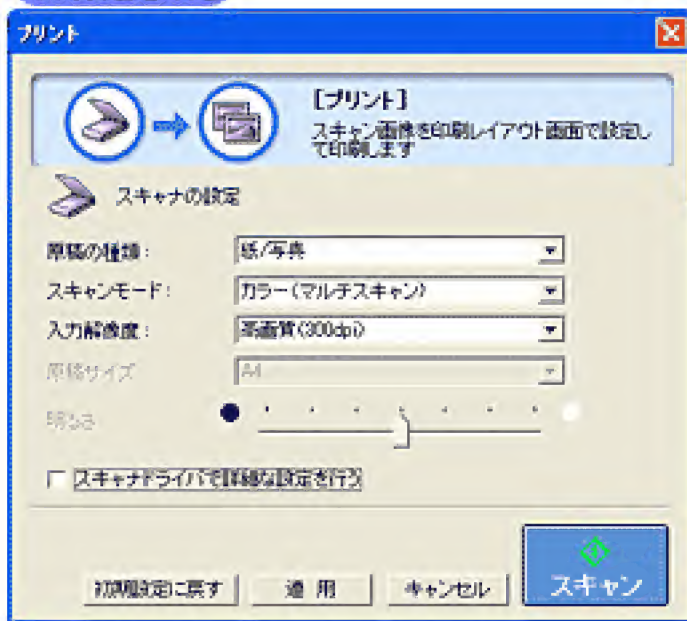 プリント
[プリント]
スキャン画像を印刷レイアウト画面で設定し
て印刷します
スキャナの設定
原稿の種類:
紙/写真
スキャンモード:
カラー(マルチスキャン)
入力解像度:
高画質(300dpi)
原稿サイズ
A4
明るさ
スキャナドライバで詳細な設定を行う
初期設定に戻す
適 用
キャンセル
スキャン